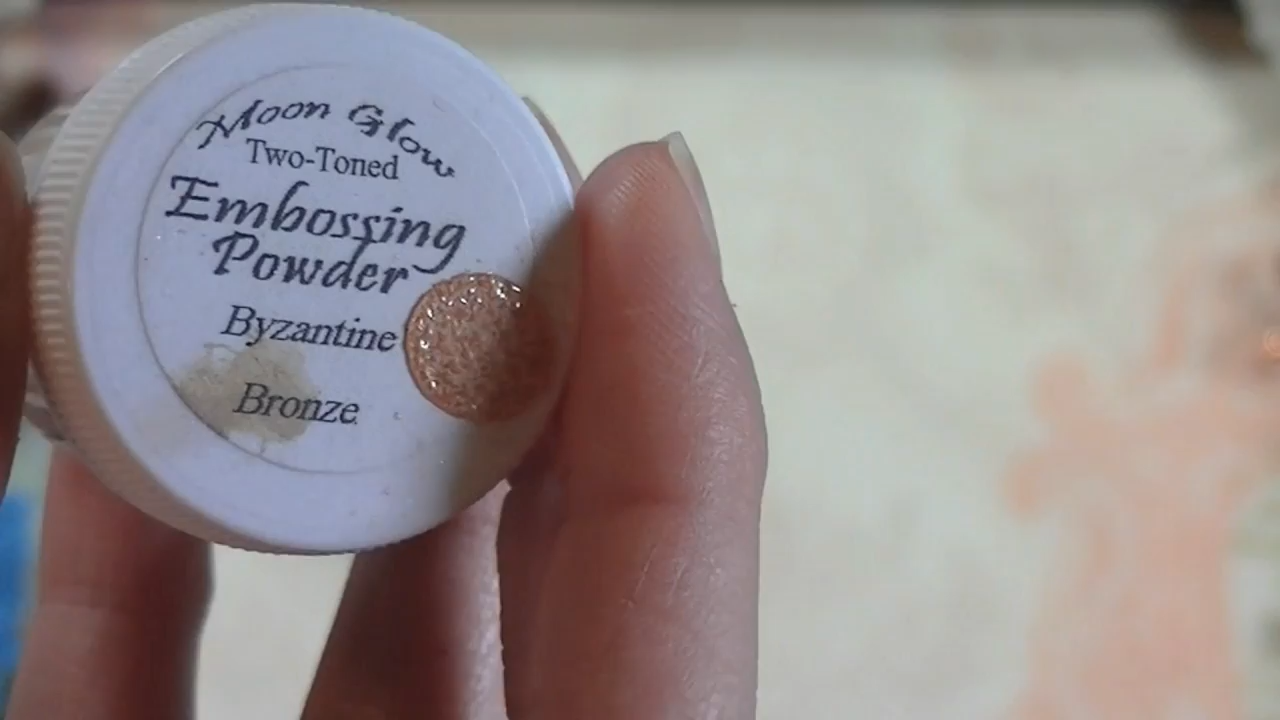 Moon Glow
Two-Toned
Embossing
Powder
Byzantine
Bronze